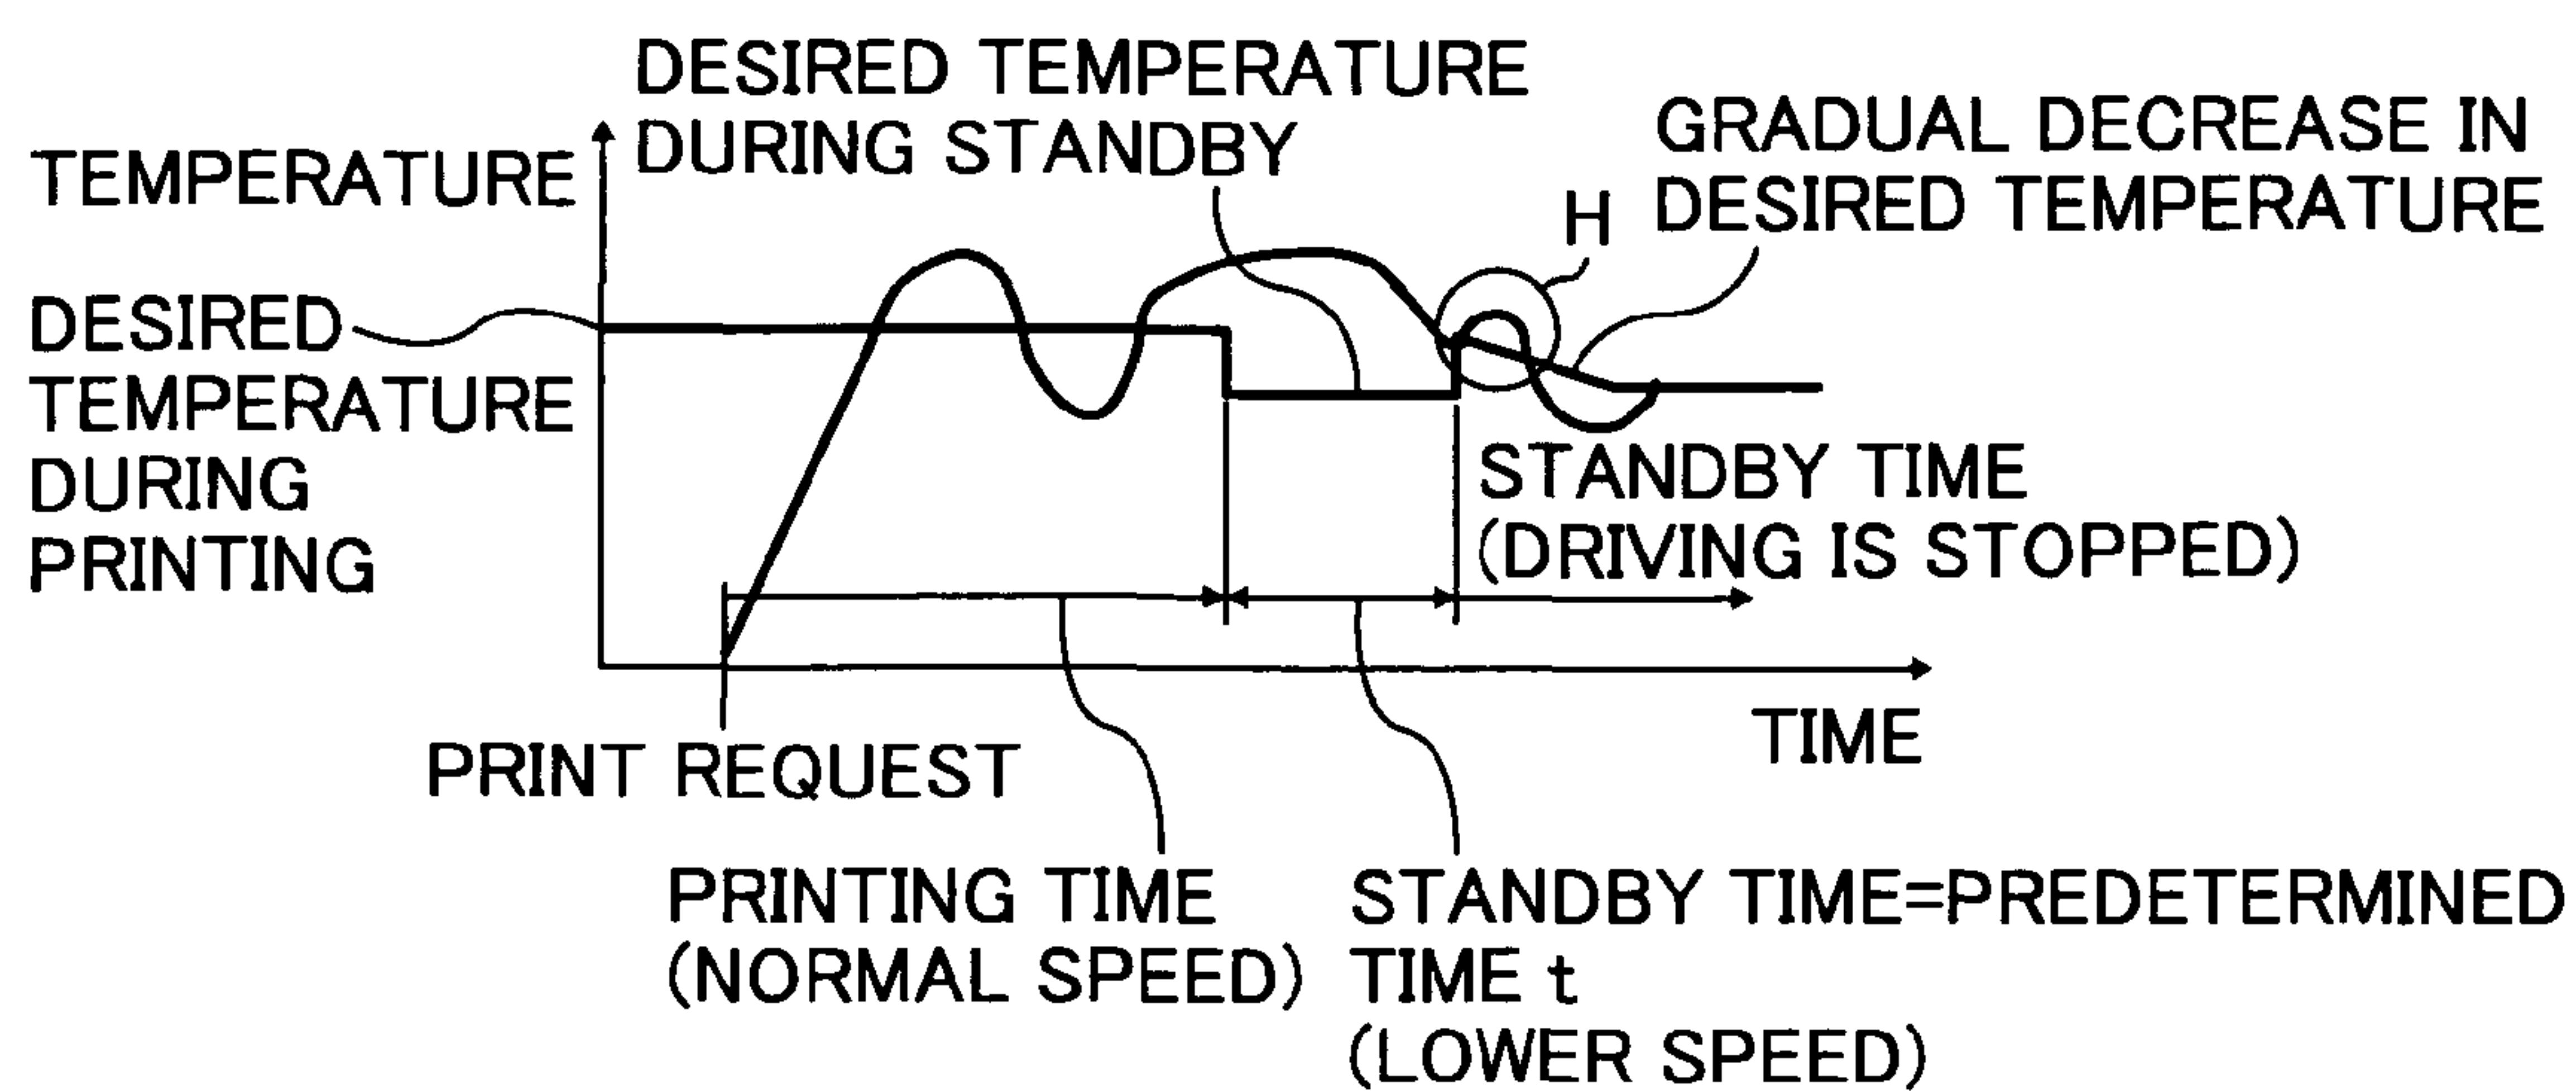 DESIRED TEMPERATURE
DURING STANDBY
GRADUAL DECREASE IN
DESIRED TEMPERATURE
H
TEMPERATURE
DESIRED
TEMPERATURE
DURING
PRINTING
STANDBY TIME
(DRIVING IS STOPPED)
TIME
PRINT REQUEST
PRINTING TIME
(NORMAL SPEED)
STANDBY TIME=PREDETERMINED
TIME t
(LOWER SPEED)